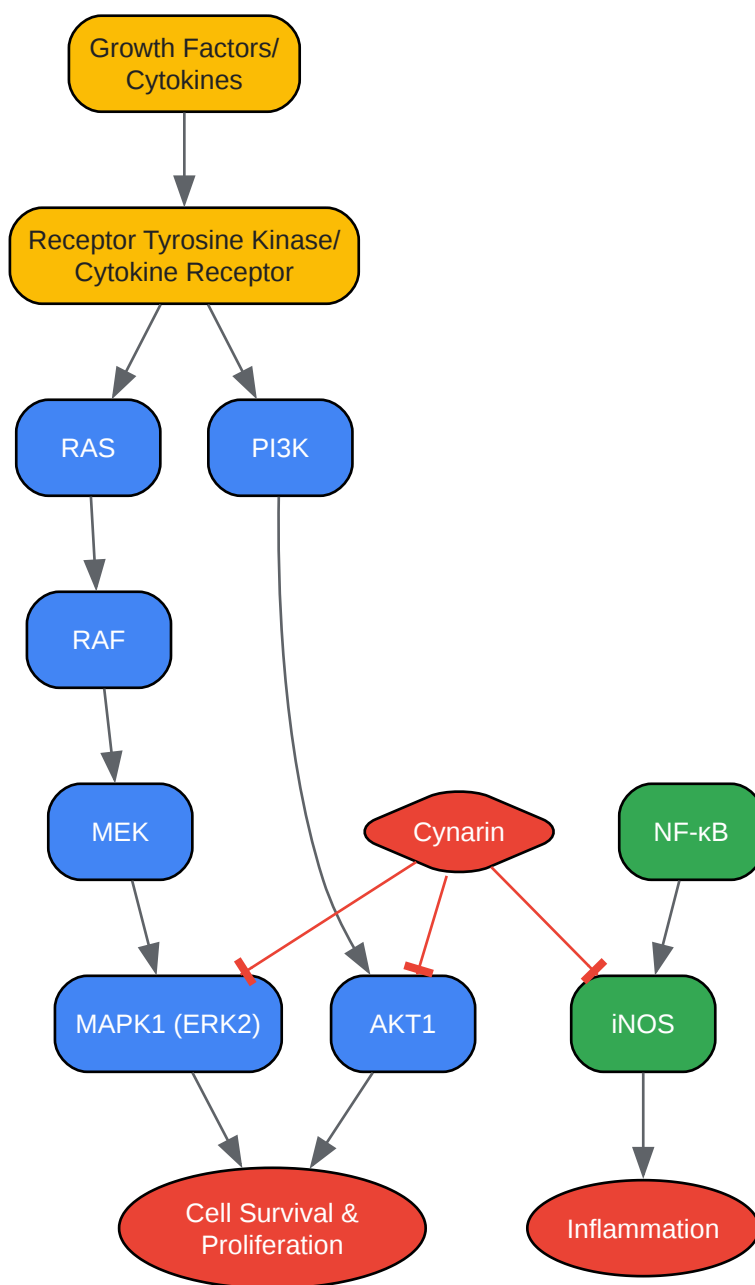 Growth Factors/
Cytokines
Receptor Tyrosine Kinase/
Cytokine Receptor
RAS
PI3K
RAF
MEK
Cynarin
NF-κB
MAPK1 (ERK2)
AKT1
iNOS
Cell Survival &
Proliferation
Inflammation